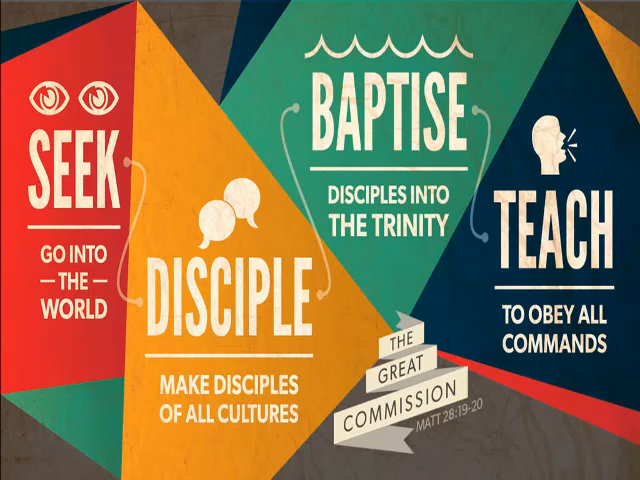 SEEK
GO INTO
THE
WORLD
DISCIPLE
MAKE DISCIPLES
OF ALL CULTURES
BAPTISE
DISCIPLES INTO
THE TRINITY
TEACH
TO OBEY ALL
COMMANDS
THE
GREAT
COMMISSION
MATT 28:19-20